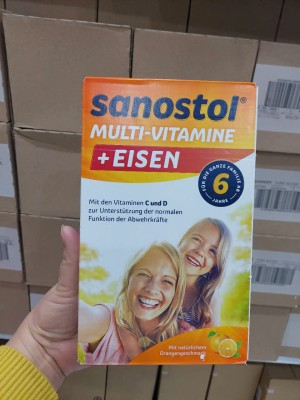 sanostol®
MULTI-VITAMINE
+EISEN
FÜR DIE GANZE FAMILIE AB
6
JAHRE
Mit den Vitaminen C und D
zur Unterstützung der normalen
Funktion der Abwehrkräfte
Mit natürlichem
Orangengeschmack